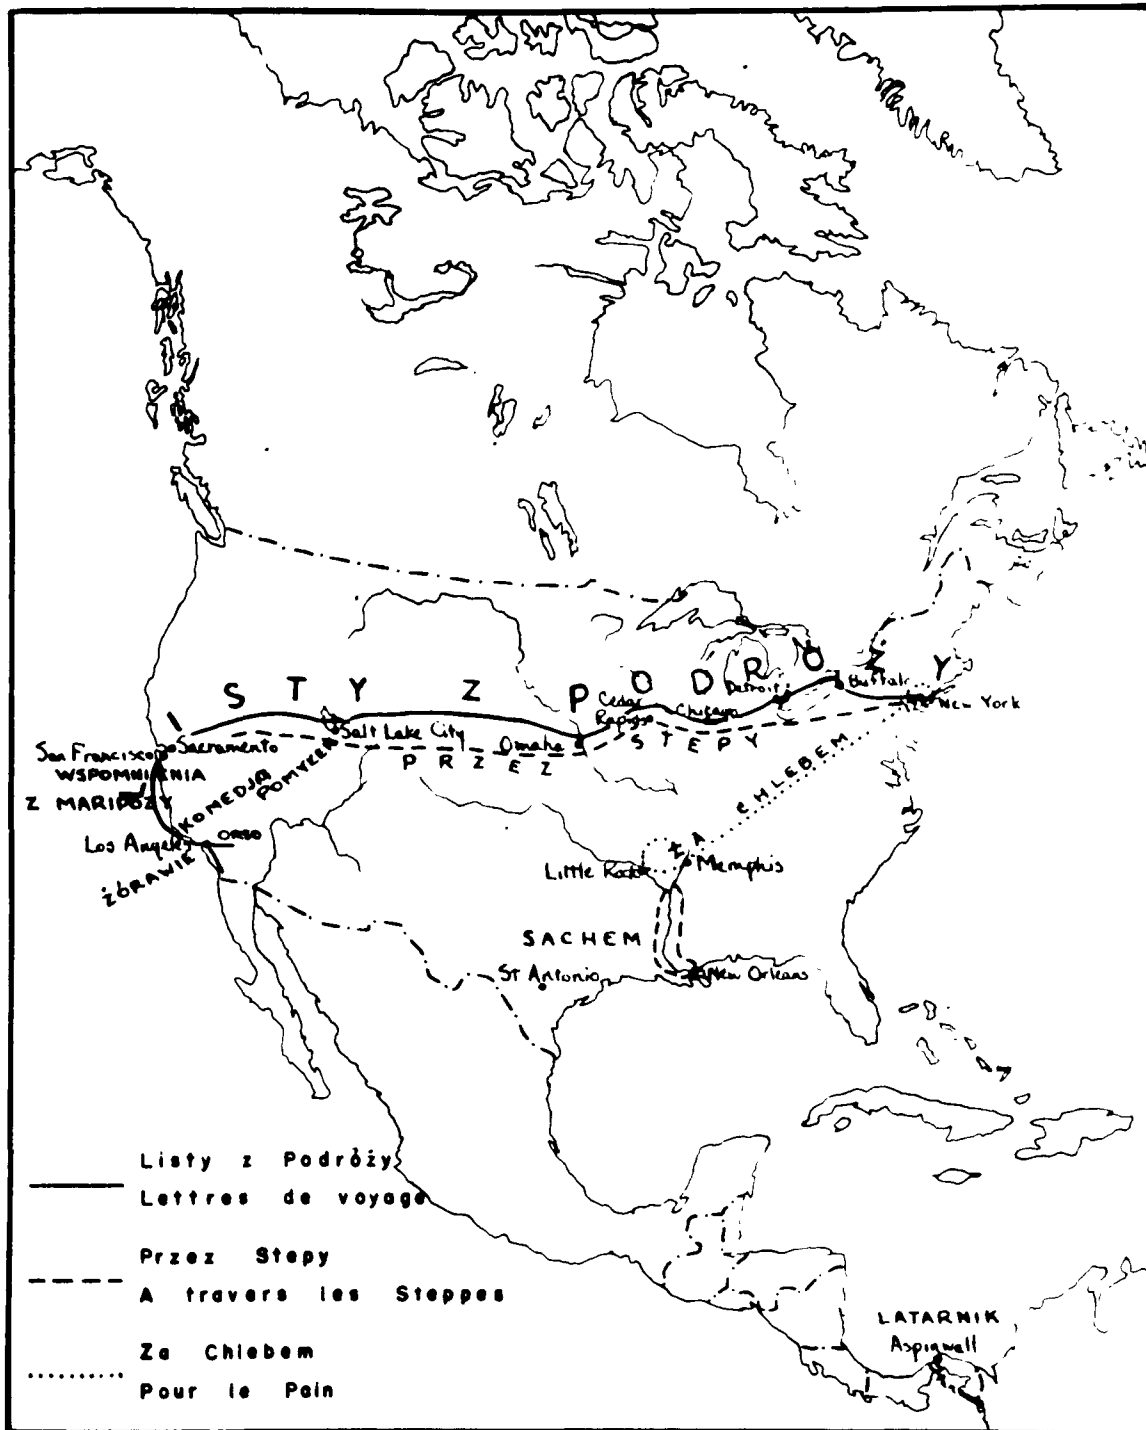 LISTY Z PODRÓŻY
Detroit
Buffalo
Cedar
Rapids
Chicago
New York
San Francisco
Sacramento
Salt Lake City
Omaha
PRZEZ STEPY
WSPOMNIENIA
Z MARIPOZY
KOMEDJA
POMYŁEK
Los Angeles
ORSO
ŻÓRAWIE
ZA CHLEBEM
Little Rock
Memphis
SACHEM
St Antonio
New Orleans
LATARNIK
Aspinwall
Listy z Podróży
Lettres de voyage
Przez Stepy
A travers les Steppes
Za Chlebem
Pour le Pain